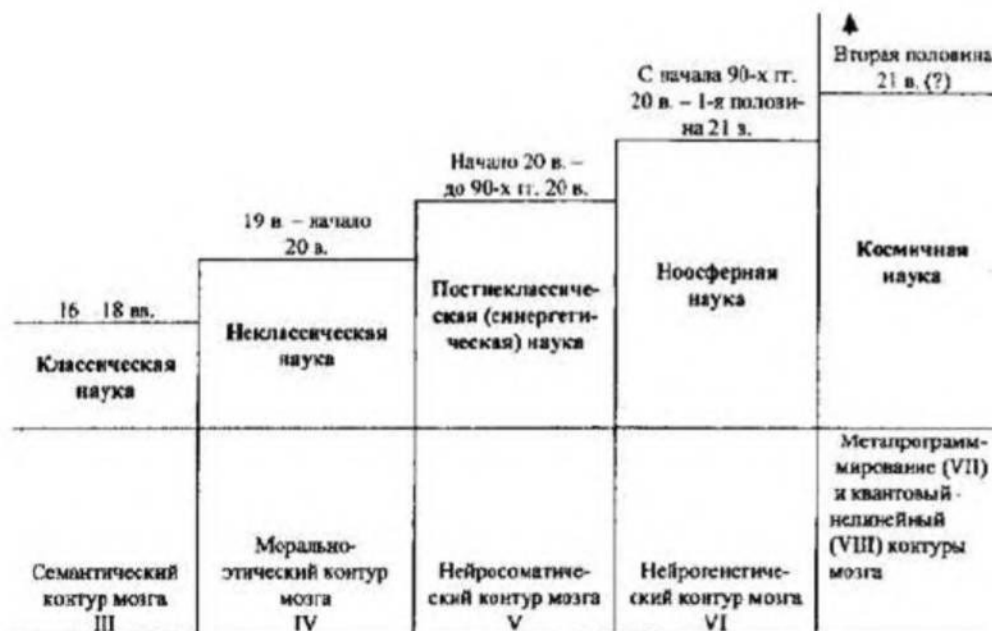 16 – 18 вв.
Классическая
наука
19 в. – начало
20 в.
Неклассическая
наука
Начало 20 в. –
до 90-х гг. 20 в.
Постнеклассиче-
ская (синергети-
ческая) наука
С начала 90-х гг.
20 в. – 1-я полови-
на 21 в.
Ноосферная
наука
Вторая половина
21 в. (?)
Космичная
наука
Семантический
контур мозга
III
Морально-
этический контур
мозга
IV
Нейросоматиче-
ский контур мозга
V
Нейрогенетиче-
ский контур мозга
VI
Метапрограмм-
мирование (VII)
и квантовый -
нелинейный
(VIII) контуры
мозга